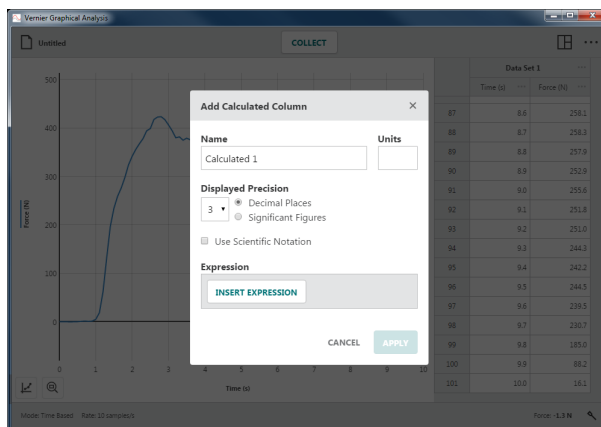 Vernier Graphical Analysis
Untitled
COLLECT
500
400
300
200
100
0
Force (N)
0 1 2 3 4 5 6 7 8 9 10
Time (s)
Add Calculated Column
Name
Units
Calculated 1
Displayed Precision
3
Decimal Places
Significant Figures
Use Scientific Notation
Expression
INSERT EXPRESSION
CANCEL
APPLY
Data Set 1
Time (s) Force (N)
87 8.6 258.1
88 8.7 258.3
89 8.8 257.9
90 8.9 252.9
91 9.0 255.6
92 9.1 251.8
93 9.2 251.0
94 9.3 244.3
95 9.4 242.2
96 9.5 244.5
97 9.6 239.5
98 9.7 230.7
99 9.8 185.0
100 9.9 88.2
101 10.0 16.1
Mode: Time Based Rate: 10 samples/s
Force: -1.3 N